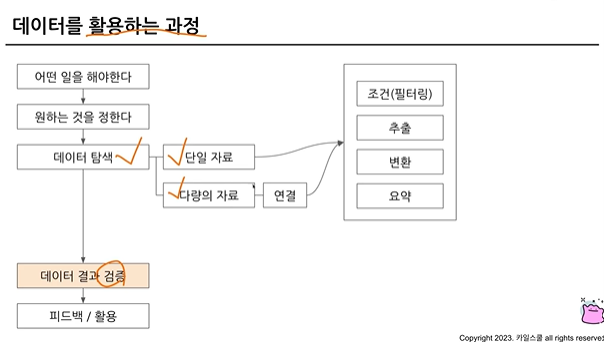 데이터를 활용하는 과정
어떤 일을 해야한다
원하는 것을 정한다
데이터 탐색
단일 자료
다량의 자료
연결
조건(필터링)
추출
변환
요약
데이터 결과 검증
피드백 / 활용
Copyright 2023. 카일스쿨 all rights reserved